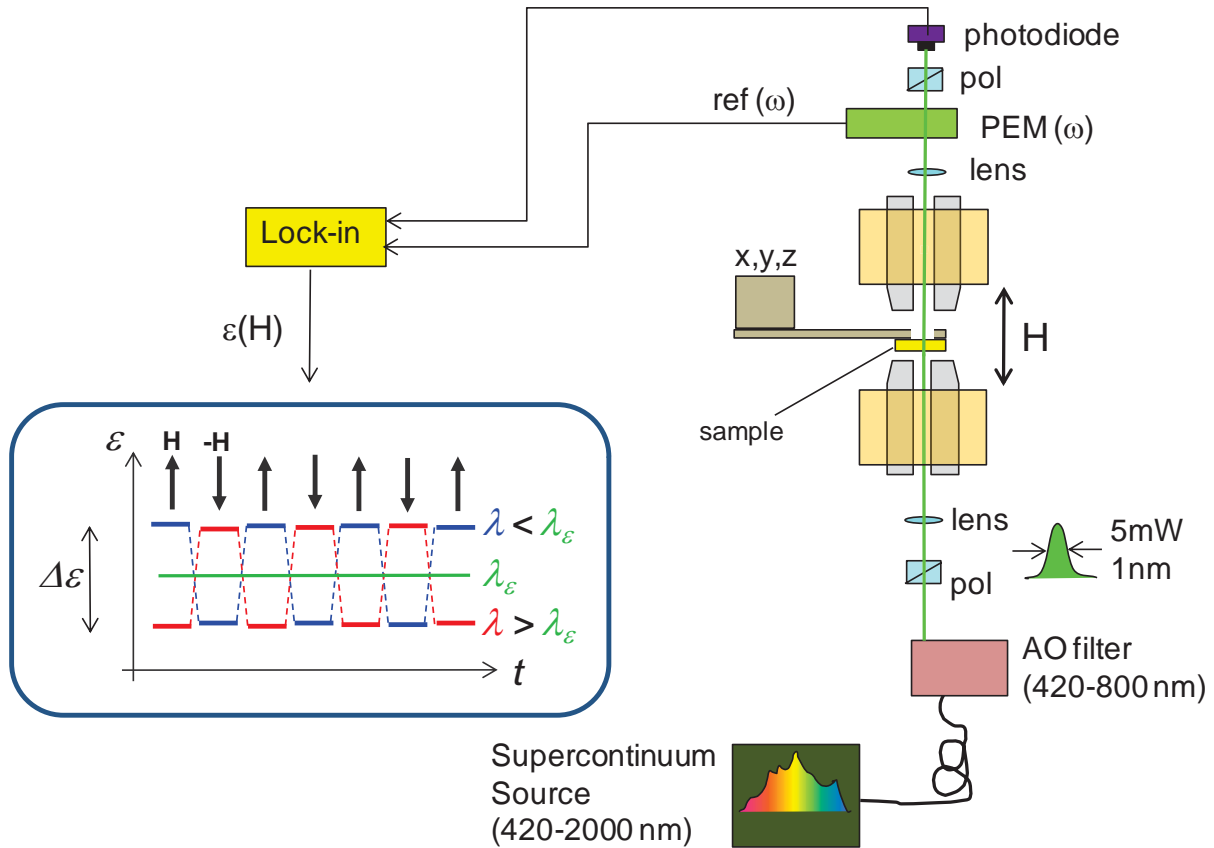 photodiode
pol
ref (ω)
PEM (ω)
lens
Lock-in
x,y,z
ε(H)
H
sample
ε
H
-H
λ < λε
Δε
λε
λ > λε
t
lens
5mW
1nm
pol
AO filter
(420-800 nm)
Supercontinuum
Source
(420-2000 nm)